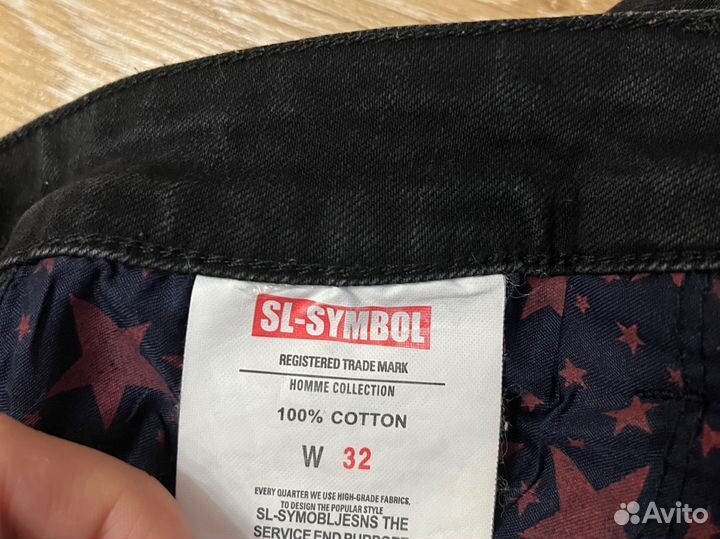 SL-SYMBOL
REGISTERED TRADE MARK
HOMME COLLECTION
100% COTTON
W 32
EVERY QUARTER WE USE HIGH-GRADE FABRICS,
TO DESIGN THE POPULAR STYLE
SL-SYMOBLJESNS THE
SERVICE END PURPOSE
Avito